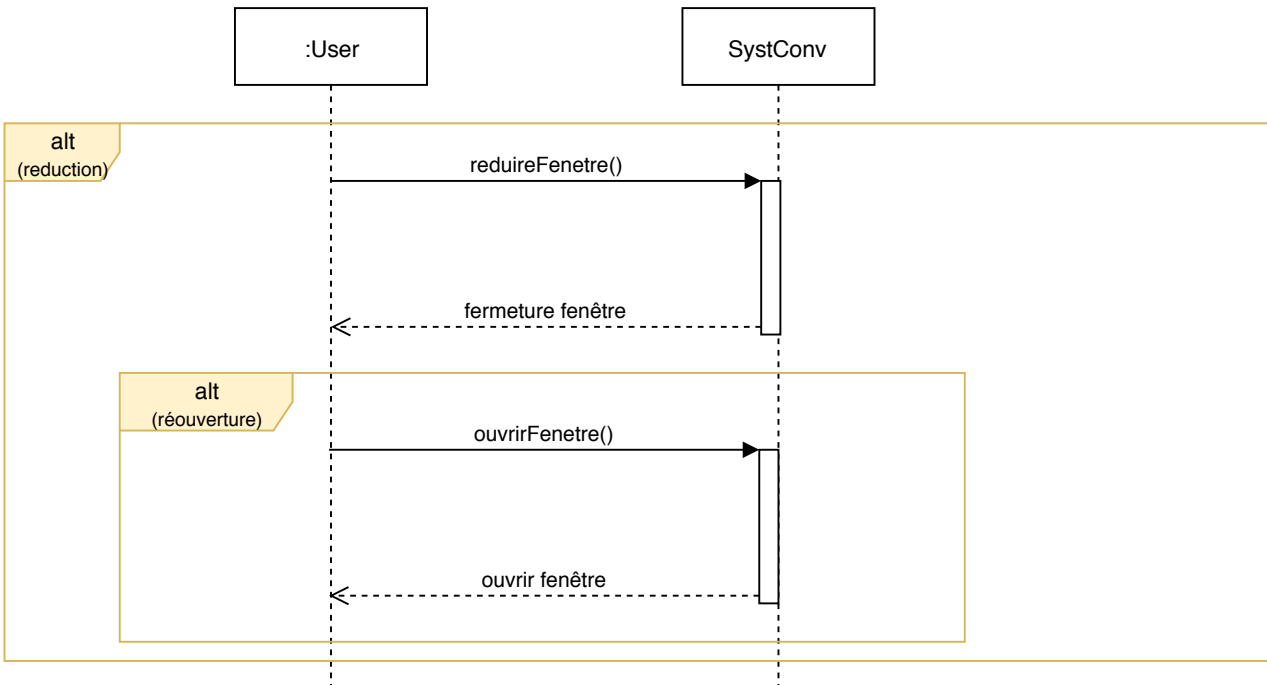 :User
SystConv
alt
(reduction)
reduireFenetre()
fermeture fenêtre
alt
(réouverture)
ouvrirFenetre()
ouvrir fenêtre